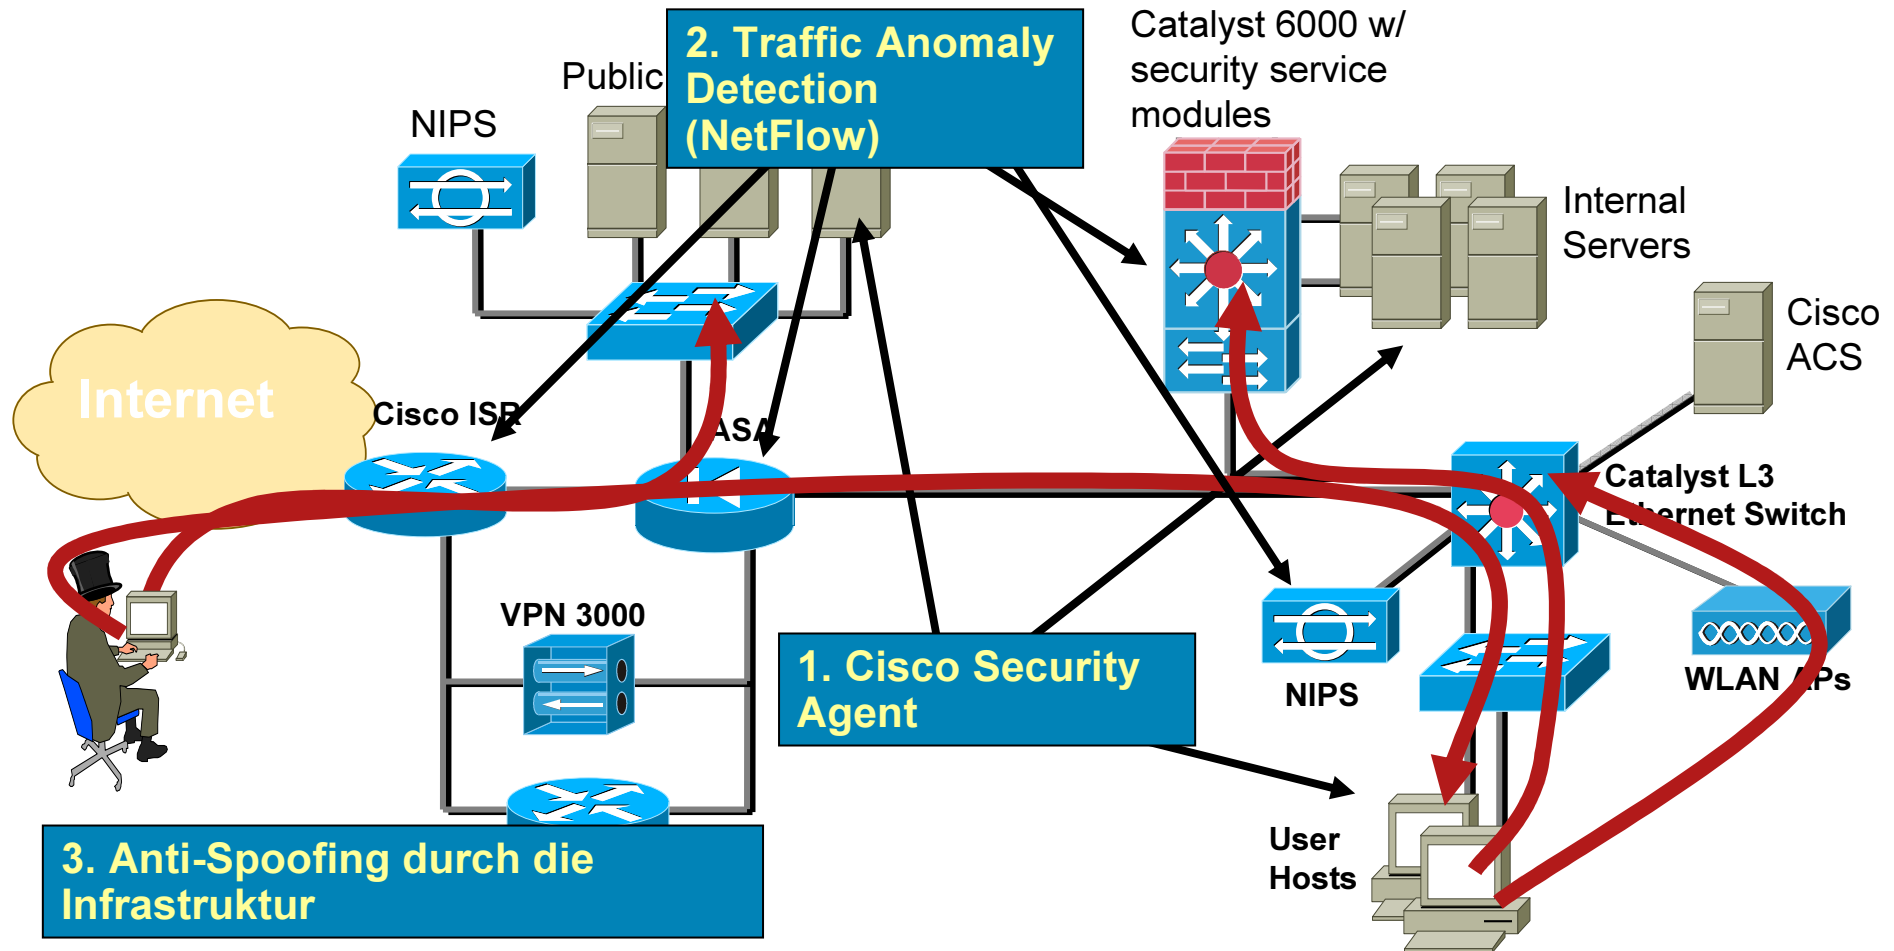 2. Traffic Anomaly
Detection
(NetFlow)
Catalyst 6000 w/
security service
modules
Public
NIPS
Internal
Servers
Cisco
ACS
Internet
Cisco ISR
ASA
Catalyst L3
Ethernet Switch
VPN 3000
1. Cisco Security
Agent
NIPS
WLAN APs
User
Hosts
3. Anti-Spoofing durch die
Infrastruktur